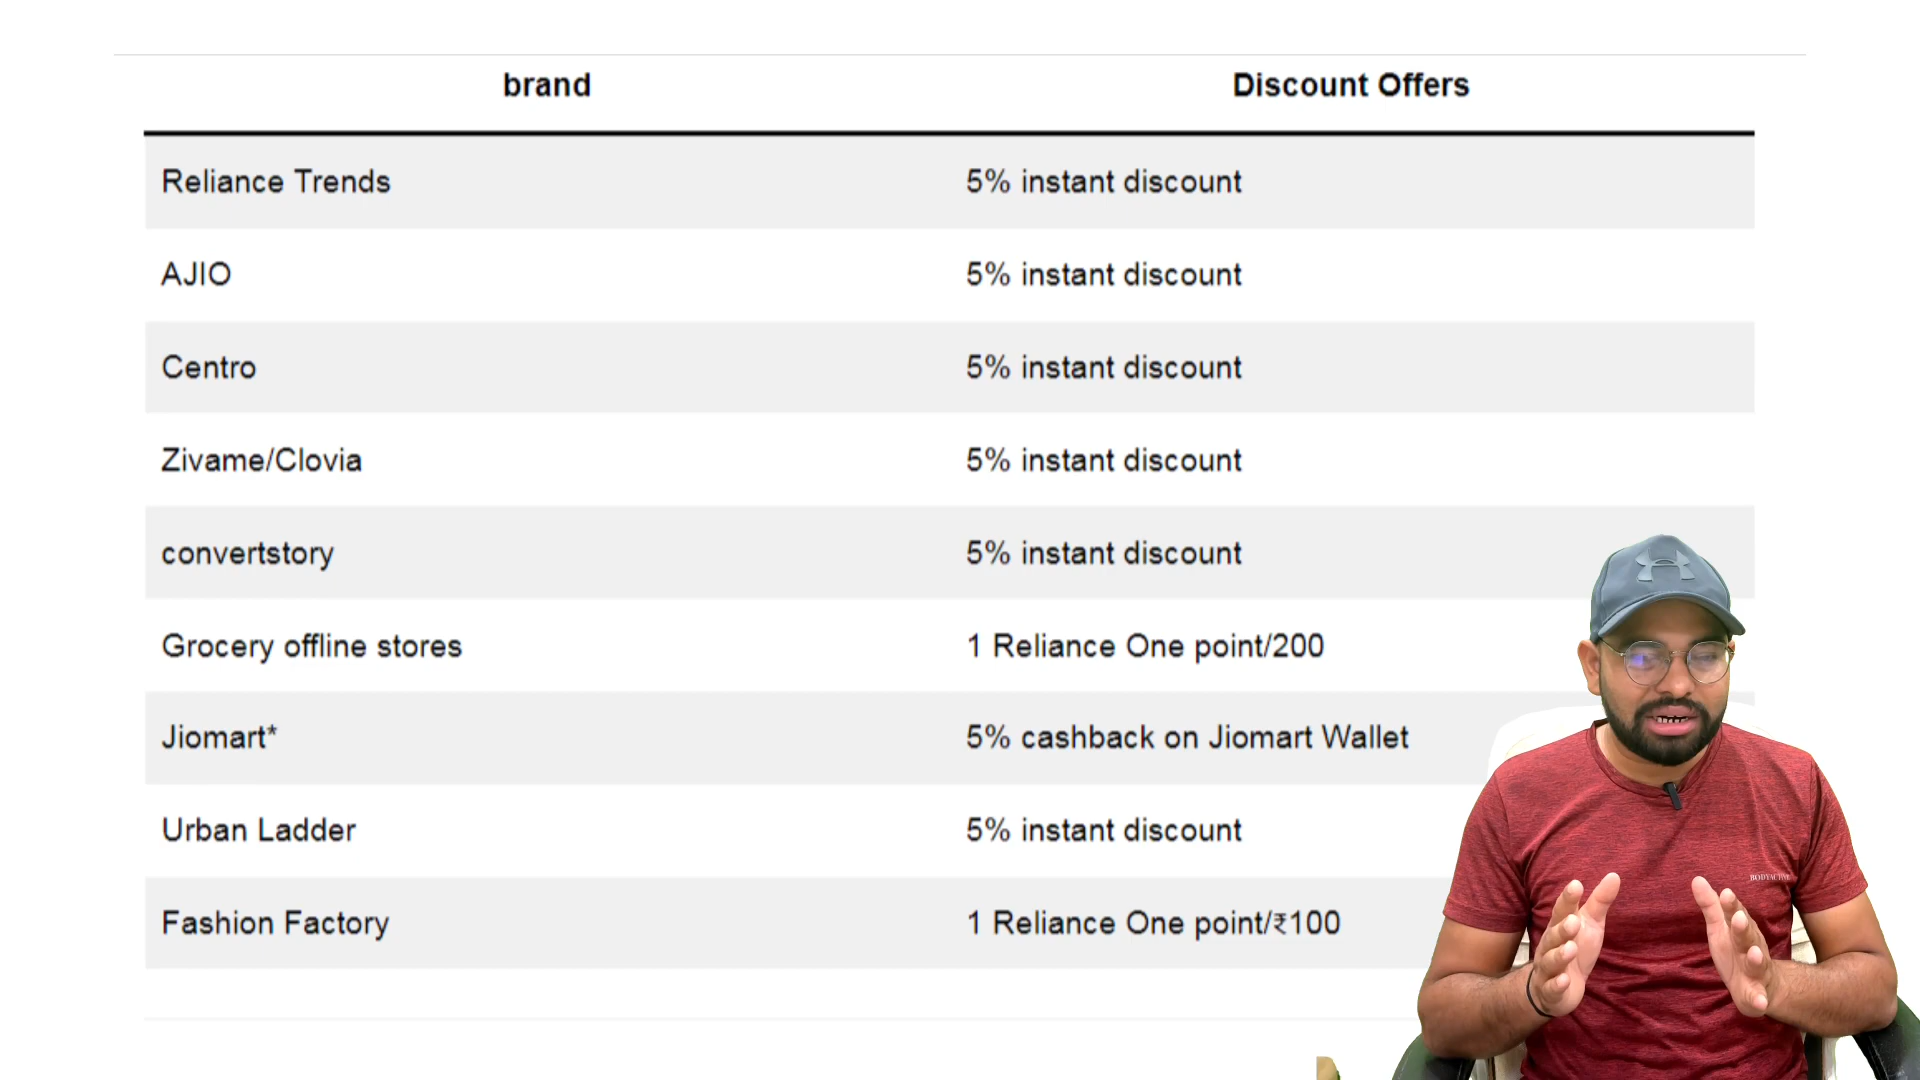 brand Discount Offers
Reliance Trends 5% instant discount
AJIO 5% instant discount
Centro 5% instant discount
Zivame/Clovia 5% instant discount
convertstory 5% instant discount
Grocery offline stores 1 Reliance One point/200
Jiomart* 5% cashback on Jiomart Wallet
Urban Ladder 5% instant discount
BODYACTIVE
Fashion Factory 1 Reliance One point/₹100